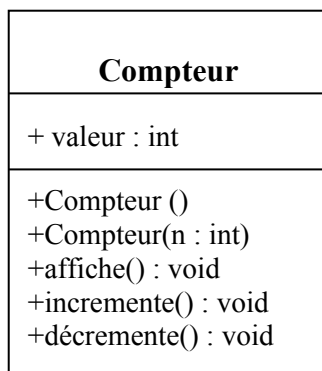 Compteur
+ valeur : int
+Compteur ()
+Compteur(n : int)
+affiche() : void
+incremente() : void
+décremente() : void